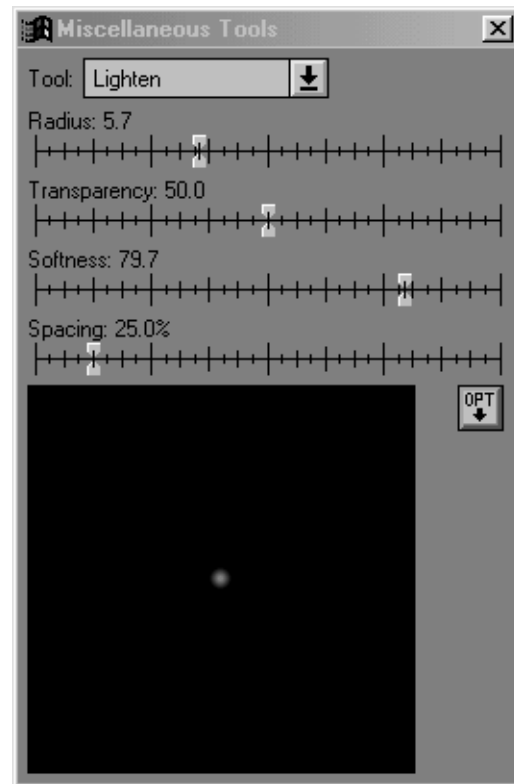 Miscellaneous Tools
Tool: Lighten
Radius: 5.7
Transparency: 50.0
Softness: 79.7
Spacing: 25.0%
OPT